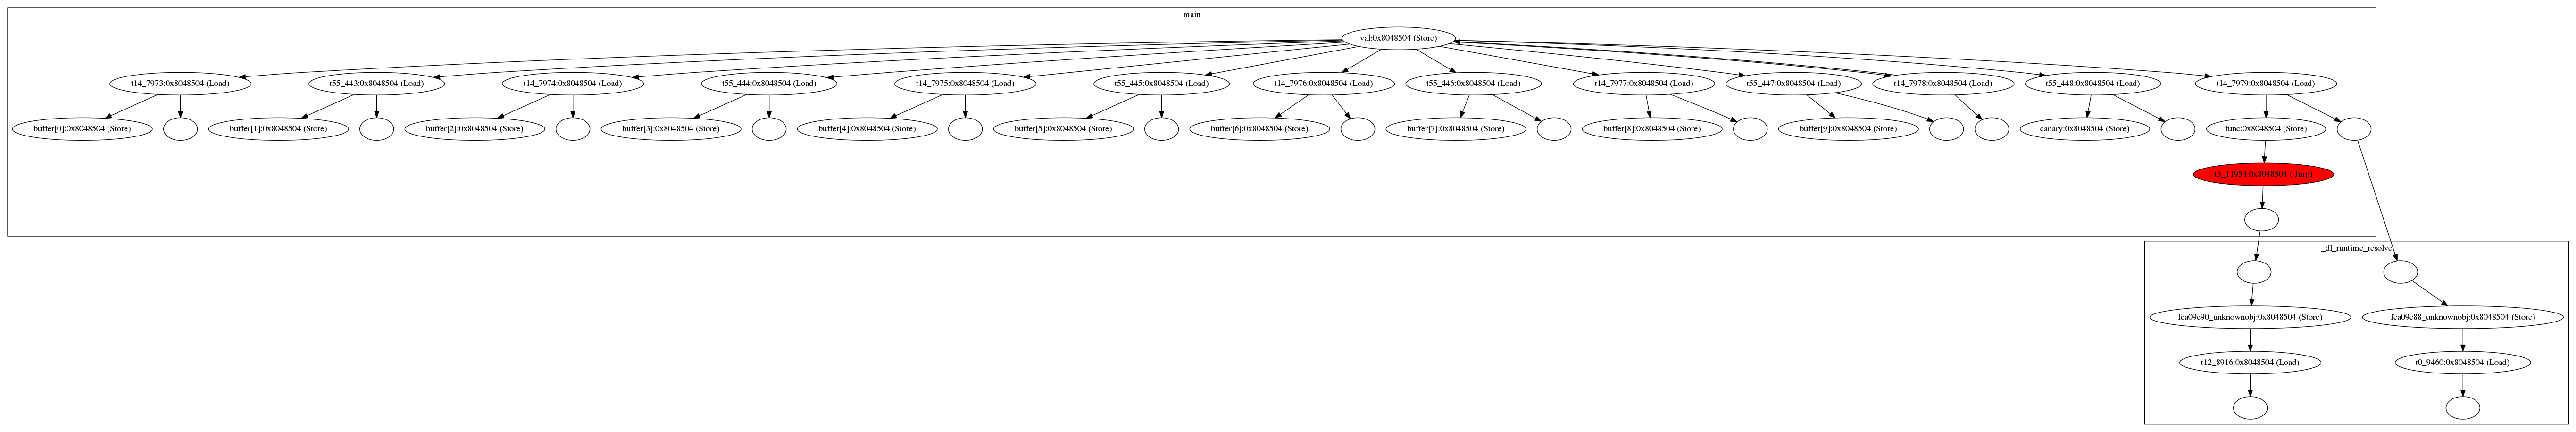 main
val:0x8048504 (Store)
t14_7973:0x8048504 (Load)
t55_443:0x8048504 (Load)
t14_7974:0x8048504 (Load)
t55_444:0x8048504 (Load)
t14_7975:0x8048504 (Load)
t55_445:0x8048504 (Load)
t14_7976:0x8048504 (Load)
t55_446:0x8048504 (Load)
t14_7977:0x8048504 (Load)
t55_447:0x8048504 (Load)
t14_7978:0x8048504 (Load)
t55_448:0x8048504 (Load)
t14_7979:0x8048504 (Load)
buffer[0]:0x8048504 (Store)
buffer[1]:0x8048504 (Store)
buffer[2]:0x8048504 (Store)
buffer[3]:0x8048504 (Store)
buffer[4]:0x8048504 (Store)
buffer[5]:0x8048504 (Store)
buffer[6]:0x8048504 (Store)
buffer[7]:0x8048504 (Store)
buffer[8]:0x8048504 (Store)
buffer[9]:0x8048504 (Store)
canary:0x8048504 (Store)
func:0x8048504 (Store)
t5_11954:0x8048504 ( Jmp)
_dl_runtime_resolve
fea09e90_unknownobj:0x8048504 (Store)
fea09e88_unknownobj:0x8048504 (Store)
t12_8916:0x8048504 (Load)
t0_9460:0x8048504 (Load)